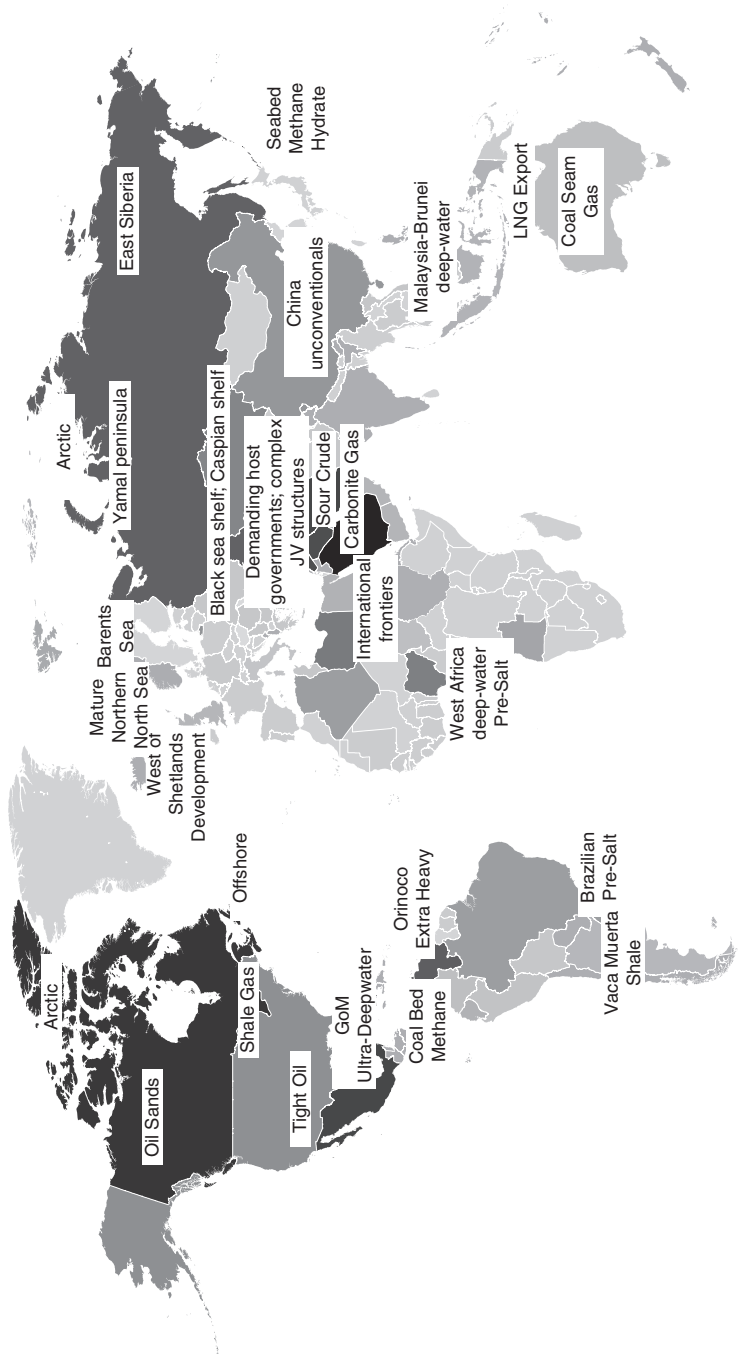 Arctic
Oil Sands
Shale Gas
Offshore
Tight Oil
GoM
Ultra-Deepwater
Coal Bed
Methane
Orinoco
Extra Heavy
Brazilian
Pre-Salt
Vaca Muerta
Shale
Mature
Northern
North Sea
West of
Shetlands
Development
Barents
Sea
Arctic
Yamal peninsula
East Siberia
Black sea shelf; Caspian shelf
Demanding host
governments; complex
JV structures
Sour Crude
Carbonite Gas
International
frontiers
West Africa
deep-water
Pre-Salt
China
unconventionals
Seabed
Methane
Hydrate
Malaysia-Brunei
deep-water
LNG Export
Coal Seam
Gas